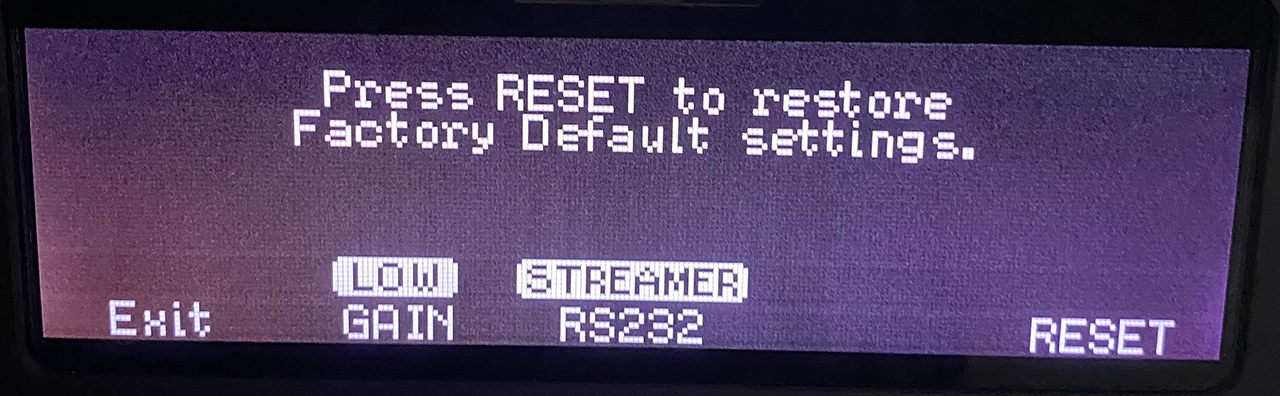 Press RESET to restore
Factory Default settings.
LOW STREAMER
Exit GAIN RS232 RESET